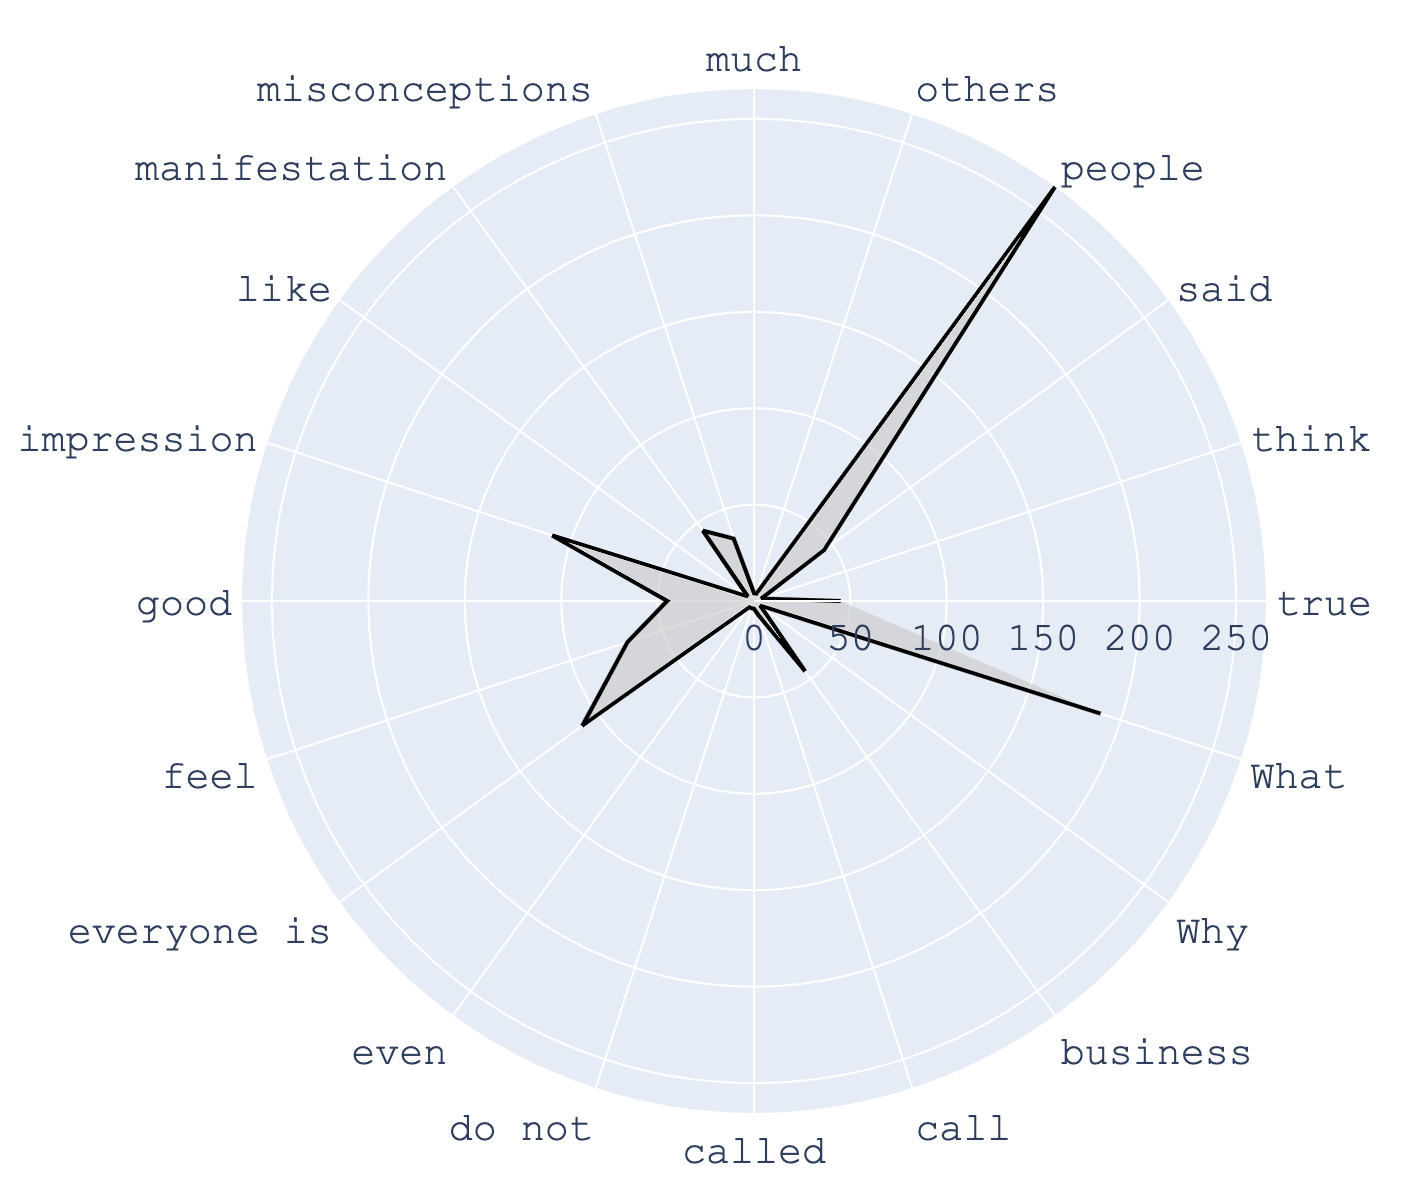 much
misconceptions
others
manifestation
people
like
said
impression
think
good
true
0 50 100 150 200 250
feel
What
everyone is
Why
even
business
do not
call
called